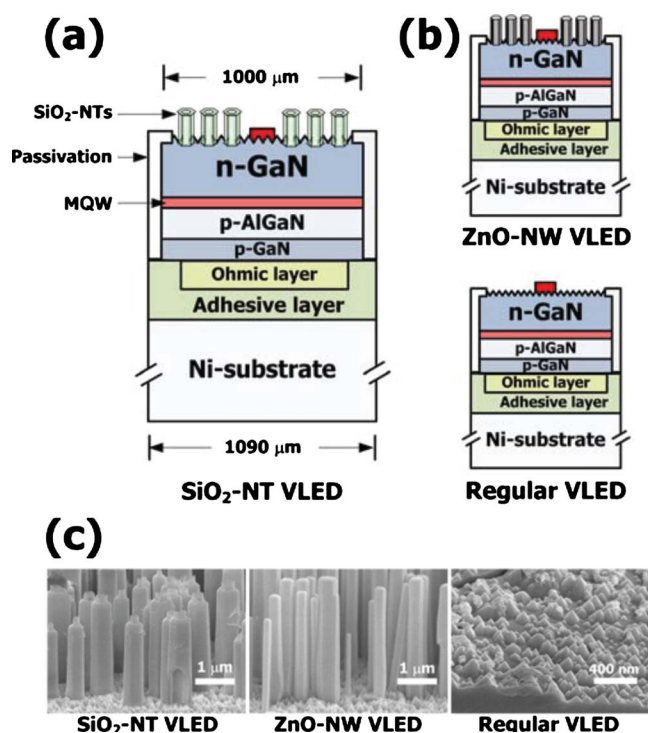 (a)
1000 μm
SiO₂-NTs
Passivation
n-GaN
MQW
p-AlGaN
p-GaN
Ohmic layer
Adhesive layer
Ni-substrate
1090 μm
SiO₂-NT VLED
(b)
n-GaN
p-AlGaN
p-GaN
Ohmic layer
Adhesive layer
Ni-substrate
ZnO-NW VLED
n-GaN
p-AlGaN
p-GaN
Ohmic layer
Adhesive layer
Ni-substrate
Regular VLED
(c)
1 μm
1 μm
400 nm
SiO₂-NT VLED
ZnO-NW VLED
Regular VLED